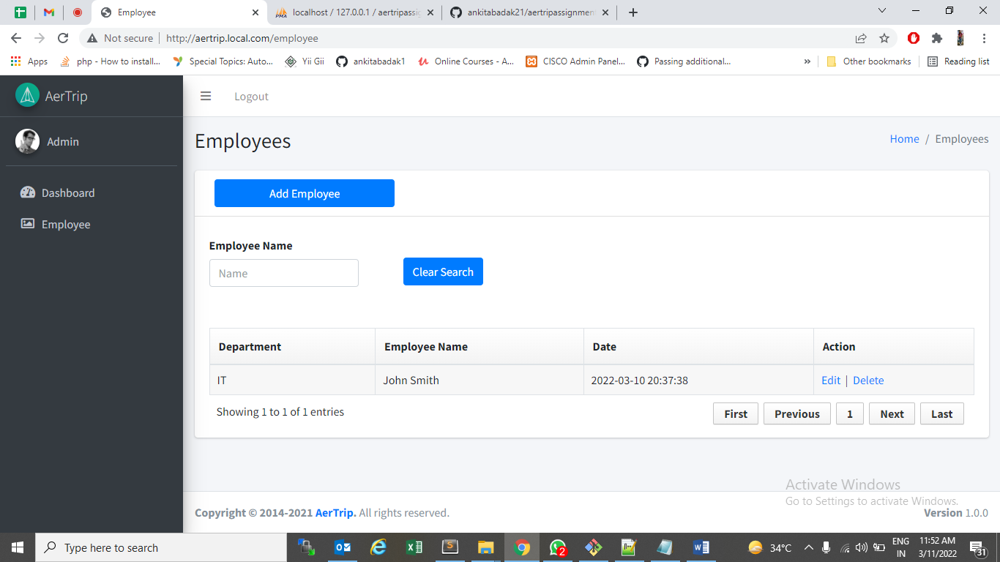 Employee
localhost / 127.0.0.1 / aertripassig
ankitabadak21/aertripassignmen
Not secure http://aertrip.local.com/employee
Apps php - How to install... Special Topics: Auto... Yii Gii ankitabadak1 Online Courses - A... CISCO Admin Panel... Passing additional... » Other bookmarks Reading list
AerTrip
Logout
Admin
Employees
Home / Employees
Dashboard
Employee
Add Employee
Employee Name
Name
Clear Search
Department Employee Name Date Action
IT John Smith 2022-03-10 20:37:38 Edit | Delete
Showing 1 to 1 of 1 entries
First Previous 1 Next Last
Activate Windows
Go to Settings to activate Windows.
Copyright © 2014-2021 AerTrip. All rights reserved.
Version 1.0.0
Type here to search
2
34°C
ENG
IN
11:52 AM
3/11/2022
31